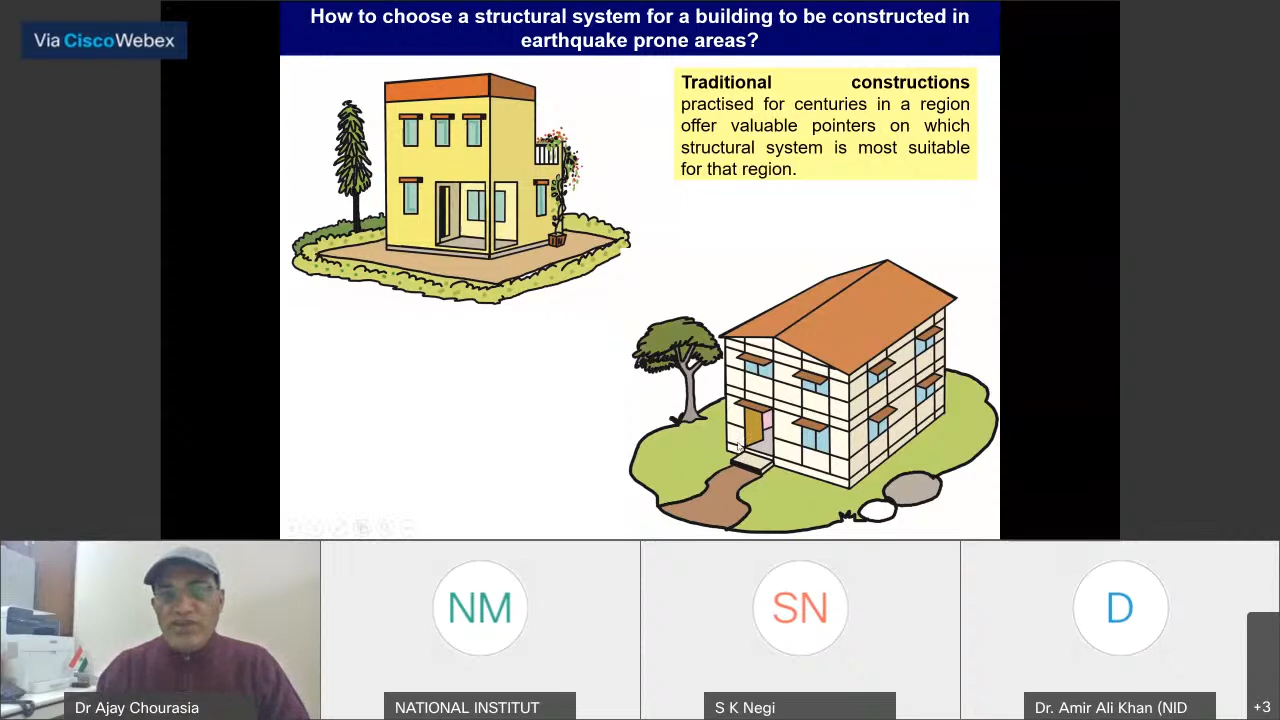 Via CiscoWebex
How to choose a structural system for a building to be constructed in
earthquake prone areas?
Traditional constructions
practised for centuries in a region
offer valuable pointers on which
structural system is most suitable
for that region.
NM
SN
D
Dr Ajay Chourasia
NATIONAL INSTITUT
S K Negi
Dr. Amir Ali Khan (NID
+3